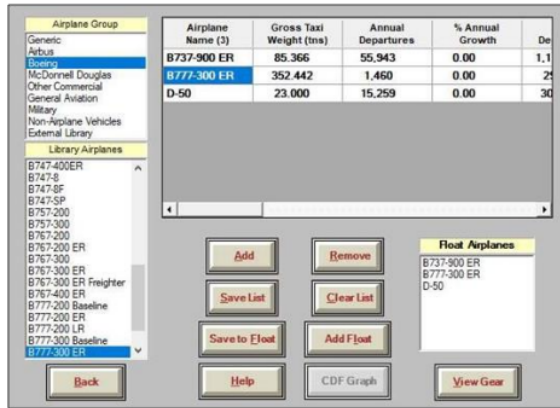 Airplane Group
Generic
Airbus
Boeing
McDonnell Douglas
Other Commercial
General Aviation
Military
Non-Airplane Vehicles
External Library
Library Airplanes
B747-400ER
B747-8
B747-8F
B747-SP
B757-200
B757-300
B767-200
B767-200 ER
B767-300
B767-300 ER
B767-300 ER Freighter
B767-400 ER
B777-200 Baseline
B777-200 ER
B777-200 LR
B777-300 Baseline
B777-300 ER
Airplane Name (3) Gross Taxi Weight (tns) Annual Departures % Annual Growth De
B737-900 ER 85.366 55,943 0.00 1,1
B777-300 ER 352.442 1,460 0.00 29
D-50 23.000 15,259 0.00 30
Add Remove
Save List Clear List
Save to Float Add Float
Back Help CDF Graph View Gear
Float Airplanes
B737-900 ER
B777-300 ER
D-50